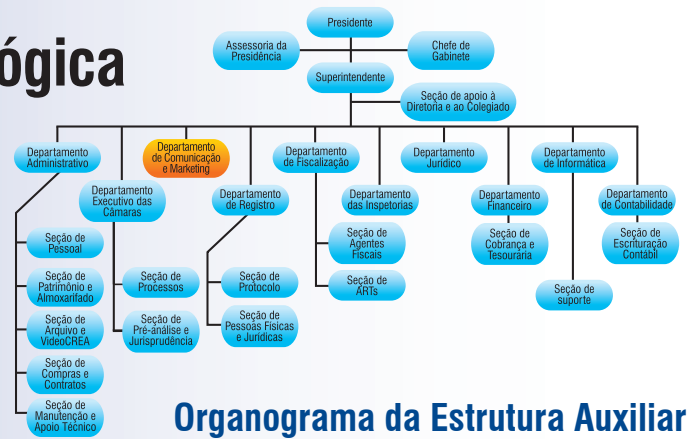 ógica
Presidente
Assessoria da
Presidência
Chefe de
Gabinete
Superintendente
Seção de apoio à
Diretoria e ao Colegiado
Departamento
Administrativo
Departamento
de Comunicação
e Marketing
Departamento
de Fiscalização
Departamento
Jurídico
Departamento
de Informática
Departamento
Executivo das
Câmaras
Departamento
de Registro
Departamento
das Inspetorias
Departamento
Financeiro
Departamento
de Contabilidade
Seção de
Pessoal
Seção de
Agentes
Fiscais
Seção de
Cobrança e
Tesourária
Seção de
Escrituração
Contábil
Seção de
Patrimônio e
Almoxarifado
Seção de
Processos
Seção de
Protocolo
Seção de
ARTs
Seção de
suporte
Seção de
Arquivo e
VideoCREA
Seção de
Pré-análise e
Jurisprudência
Seção de
Pessoas Físicas
e Jurídicas
Seção de
Compras e
Contratos
Seção de
Manutenção e
Apoio Técnico
Organograma da Estrutura Auxiliar